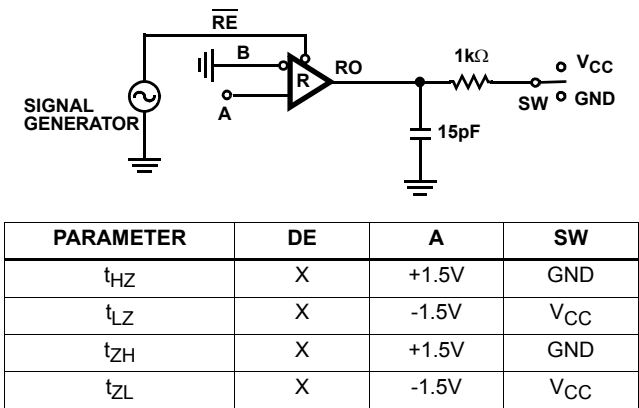 RE
B
R
RO
1kΩ
VCC
SW
GND
SIGNAL
GENERATOR
A
15pF
PARAMETER DE A SW
tHZ X +1.5V GND
tLZ X -1.5V VCC
tZH X +1.5V GND
tZL X -1.5V VCC